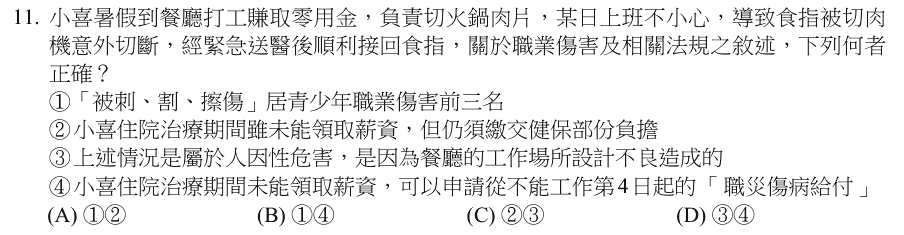 11. 小喜暑假到餐廳打工賺取零用金，負責切火鍋肉片，某日上班不小心，導致食指被切肉
機意外切斷，經緊急送醫後順利接回食指，關於職業傷害及相關法規之敘述，下列何者
正確？
①「被刺、割、擦傷」居青少年職業傷害前三名
②小喜住院治療期間雖未能領取薪資，但仍須繳交健保部份負擔
③上述情況是屬於人因性危害，是因為餐廳的工作場所設計不良造成的
④小喜住院治療期間未能領取薪資，可以申請從不能工作第4日起的「職災傷病給付」
(A) ①② (B) ①④ (C) ②③ (D) ③④